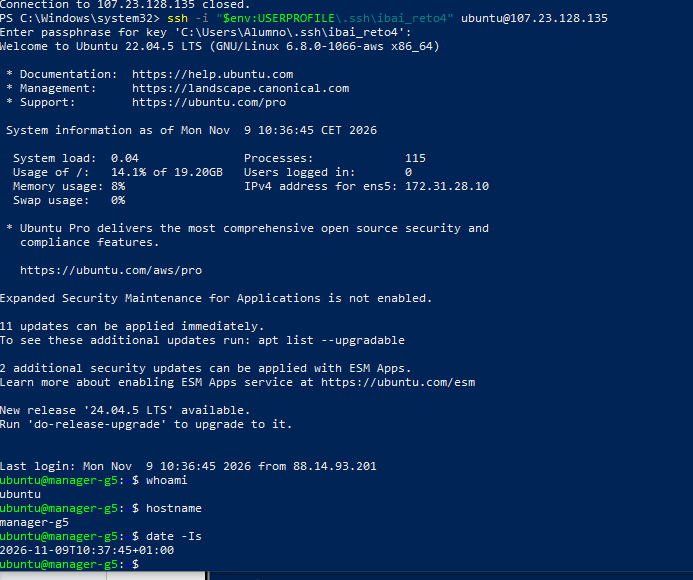 Connection to 107.23.128.135 closed.
PS C:\Windows\system32> ssh -i "$env:USERPROFILE\.ssh\ibai_reto4" ubuntu@107.23.128.135
Enter passphrase for key 'C:\Users\Alumno\.ssh\ibai_reto4':
Welcome to Ubuntu 22.04.5 LTS (GNU/Linux 6.8.0-1066-aws x86_64)
* Documentation:  https://help.ubuntu.com
* Management:     https://landscape.canonical.com
* Support:        https://ubuntu.com/pro
System information as of Mon Nov  9 10:36:45 CET 2026
System load:  0.04               Processes:             115
Usage of /:   14.1% of 19.20GB   Users logged in:       0
Memory usage: 8%                 IPv4 address for ens5: 172.31.28.10
Swap usage:   0%
* Ubuntu Pro delivers the most comprehensive open source security and
compliance features.
https://ubuntu.com/aws/pro
Expanded Security Maintenance for Applications is not enabled.
11 updates can be applied immediately.
To see these additional updates run: apt list --upgradable
2 additional security updates can be applied with ESM Apps.
Learn more about enabling ESM Apps service at https://ubuntu.com/esm
New release '24.04.5 LTS' available.
Run 'do-release-upgrade' to upgrade to it.
Last login: Mon Nov  9 10:36:45 2026 from 88.14.93.201
ubuntu@manager-g5: $ whoami
ubuntu
ubuntu@manager-g5: $ hostname
manager-g5
ubuntu@manager-g5: $ date -Is
2026-11-09T10:37:45+01:00
ubuntu@manager-g5: $